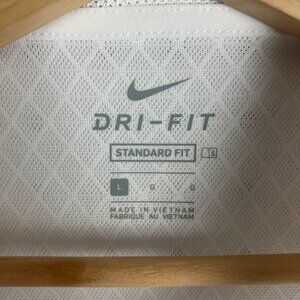 DRI-FIT
STANDARD FIT
L G G
MADE IN VIETNAM
FABRIQUE AU VIETNAM